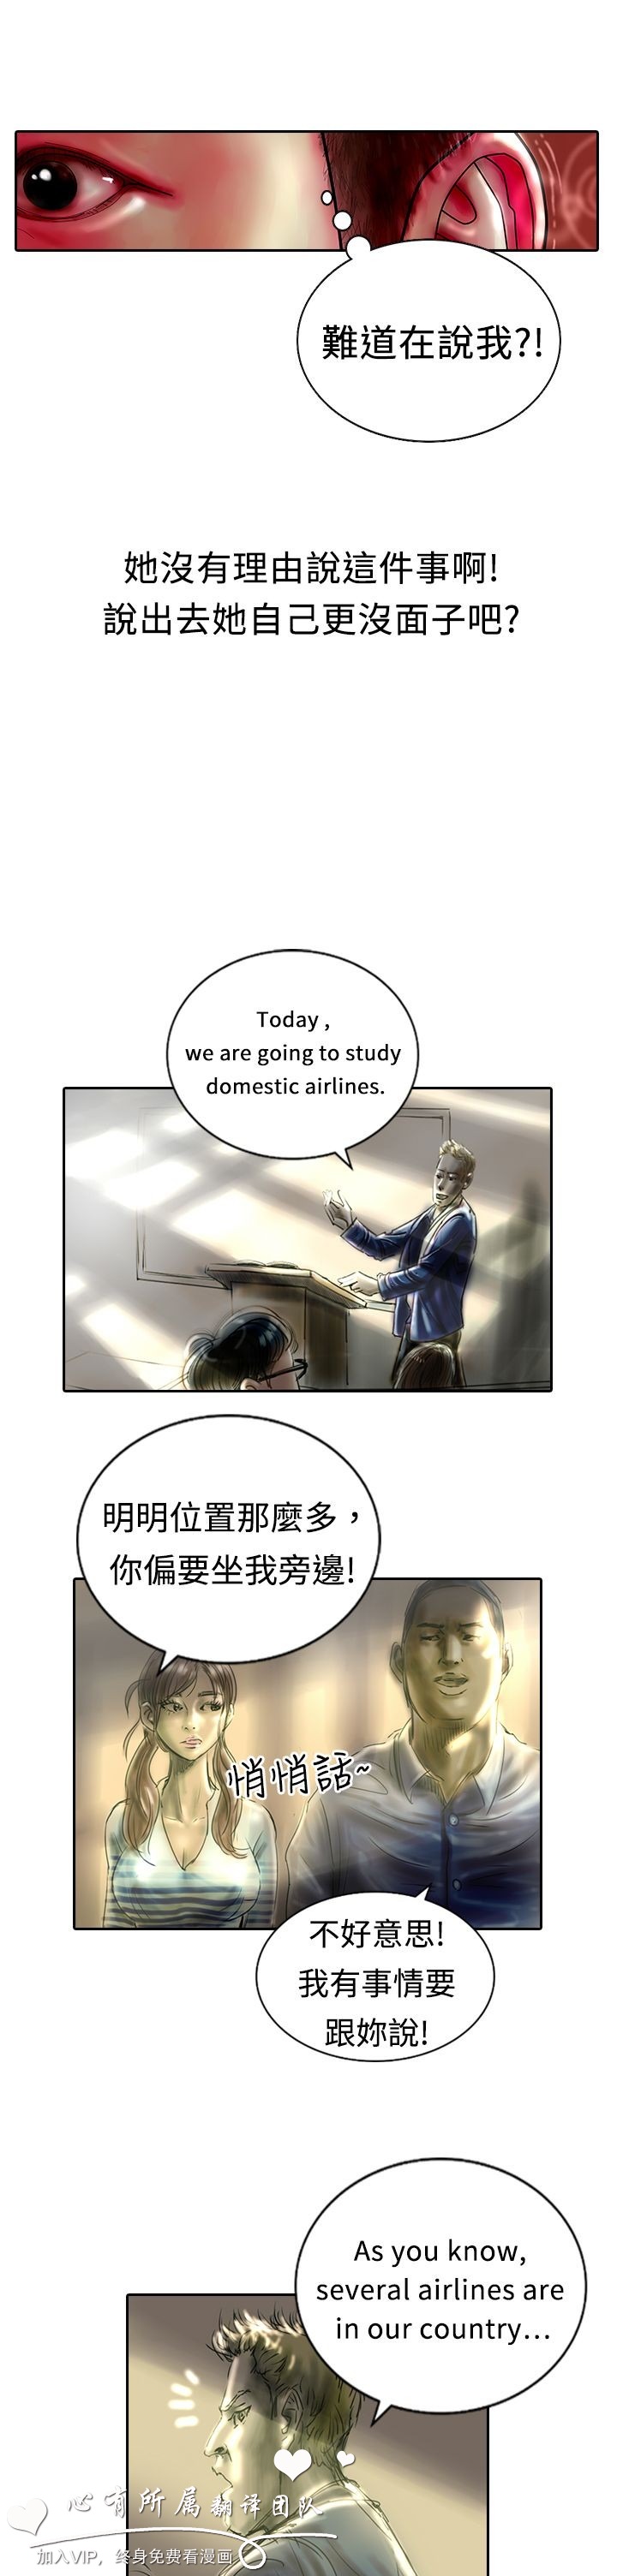 難道在說我?!
她沒有理由說這件事啊!
說出去她自己更沒面子吧?
Today ,
we are going to study
domestic airlines.
明明位置那麼多，
你偏要坐我旁邊!
悄悄話~
不好意思!
我有事情要
跟妳說!
As you know,
several airlines are
in our country...
心有所属翻译团队
加入VIP，终身免费看漫画